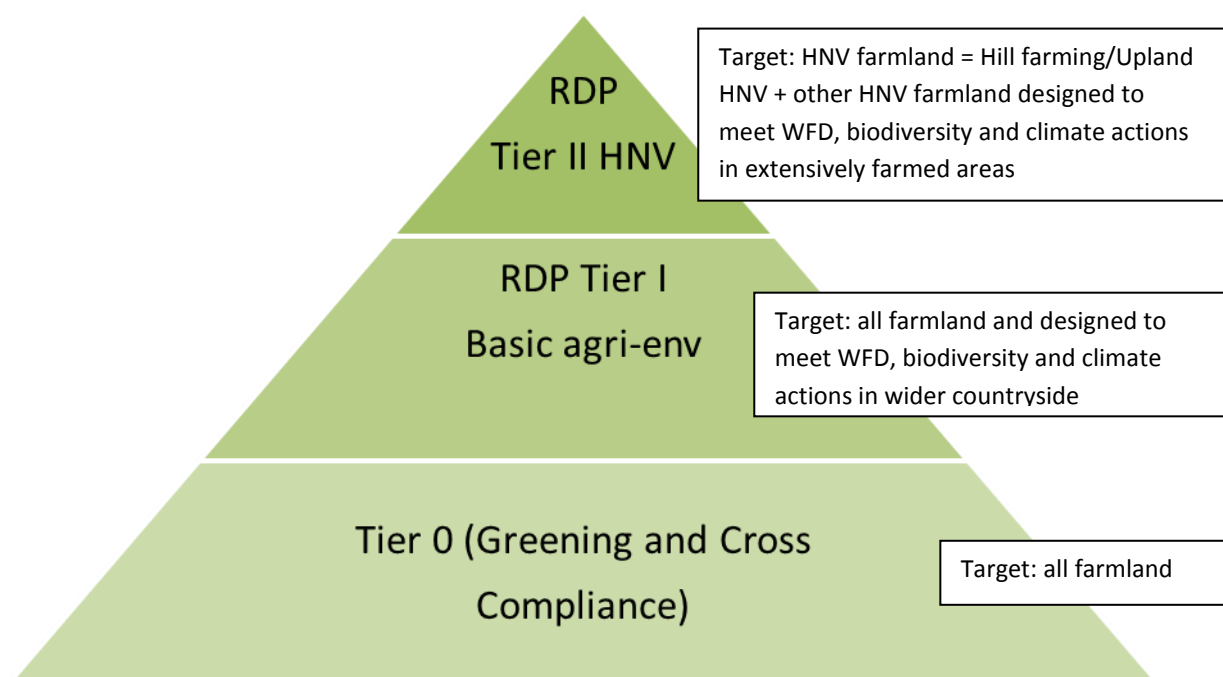 RDP
Tier II HNV
Target: HNV farmland = Hill farming/Upland
HNV + other HNV farmland designed to
meet WFD, biodiversity and climate actions
in extensively farmed areas
RDP Tier I
Basic agri-env
Target: all farmland and designed to
meet WFD, biodiversity and climate
actions in wider countryside
Tier 0 (Greening and Cross
Compliance)
Target: all farmland